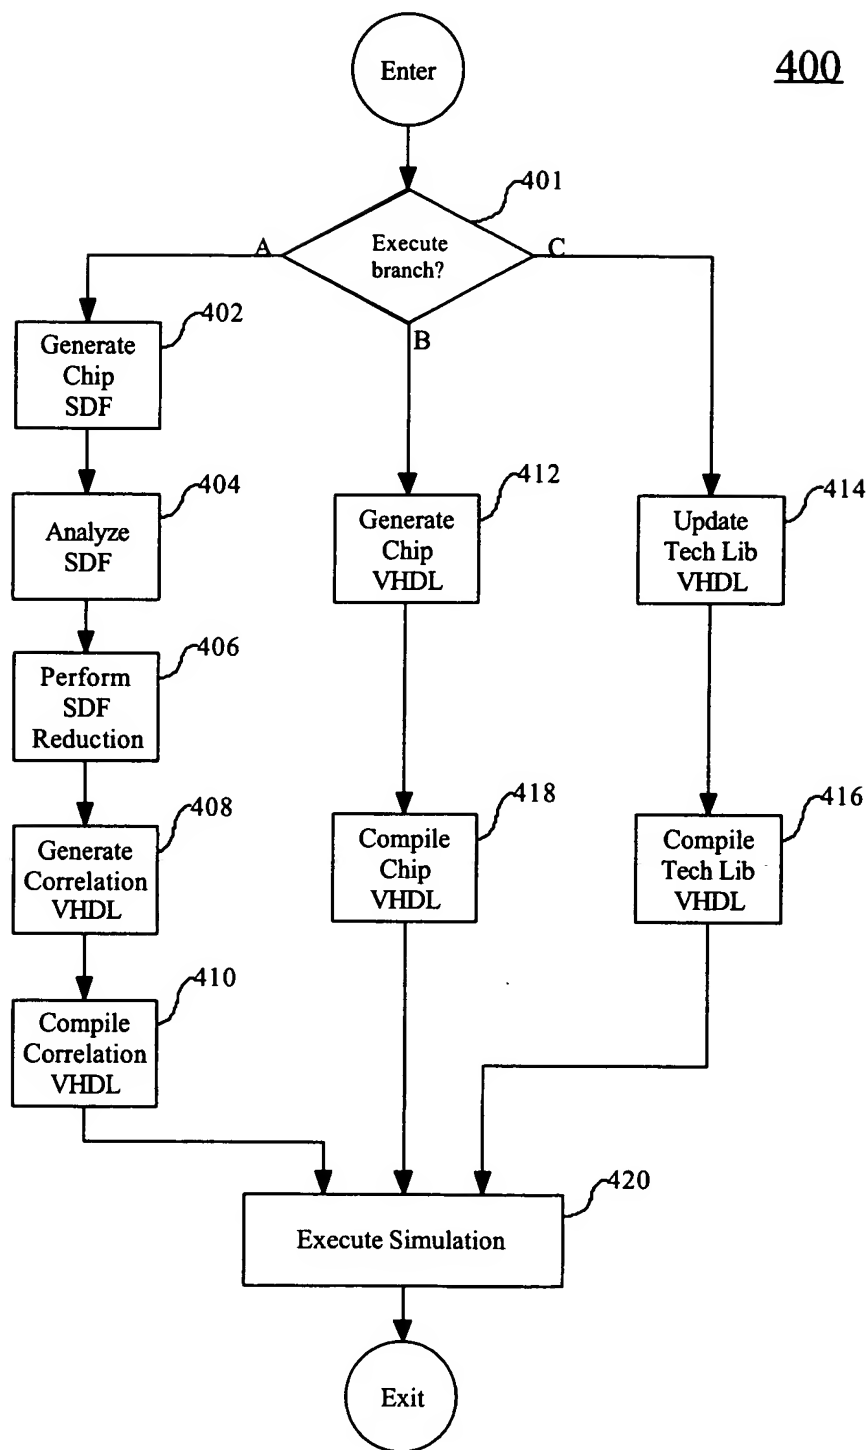 Enter
400
401
A
Execute
branch?
C
B
402
Generate
Chip
SDF
404
Analyze
SDF
412
Generate
Chip
VHDL
414
Update
Tech Lib
VHDL
406
Perform
SDF
Reduction
408
Generate
Correlation
VHDL
418
Compile
Chip
VHDL
416
Compile
Tech Lib
VHDL
410
Compile
Correlation
VHDL
420
Execute Simulation
Exit